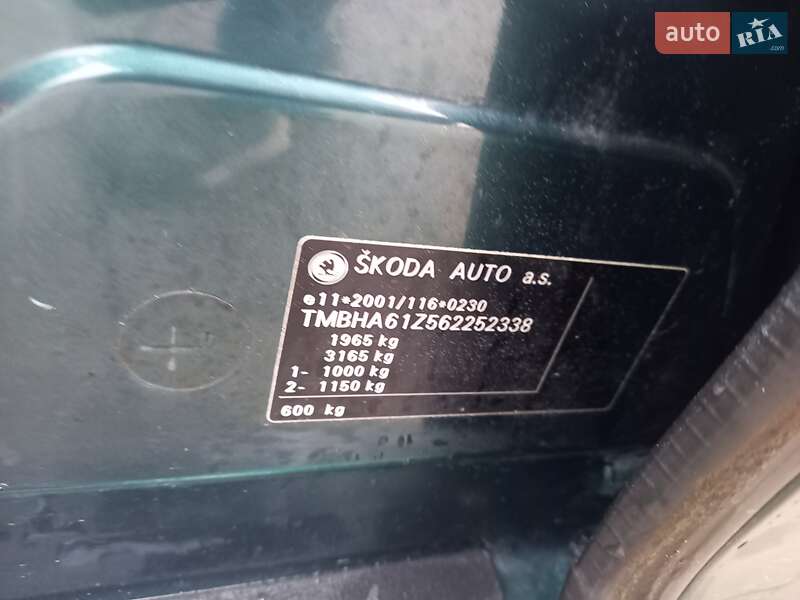 auto RIA .com
ŠKODA AUTO a.s.
e11*2001/116*0230
TMBHA61Z562252338
1965 kg
3165 kg
1- 1000 kg
2- 1150 kg
600 kg